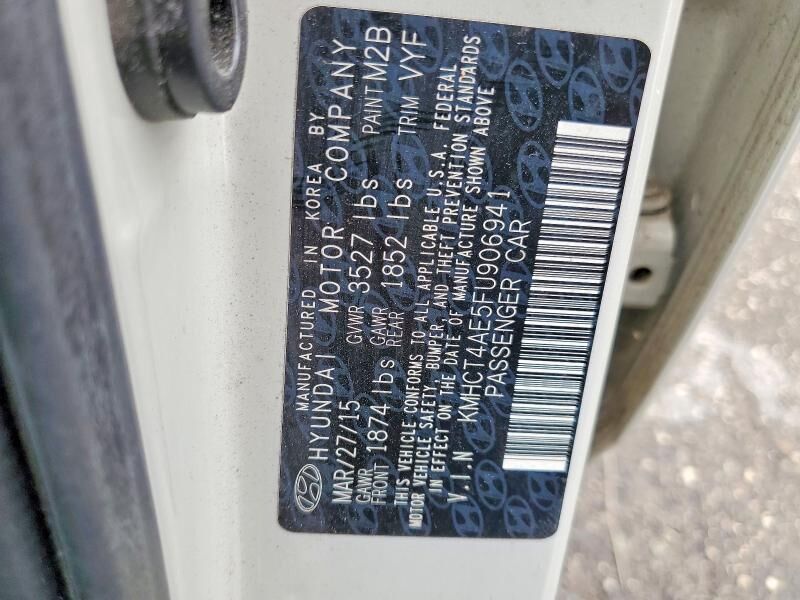 MANUFACTURED IN KOREA BY
HYUNDAI MOTOR COMPANY
MAR/27/15 GVWR 3527 lbs PAINT M2B
GAWR FRONT 1874 lbs GAWR REAR 1852 lbs TRIM VYF
THIS VEHICLE CONFORMS TO ALL APPLICABLE U.S.A. FEDERAL
MOTOR VEHICLE SAFETY, BUMPER, AND THEFT PREVENTION STANDARDS
IN EFFECT ON THE DATE OF MANUFACTURE SHOWN ABOVE
V.I.N KMHCT4AE5FU906941
PASSENGER CAR